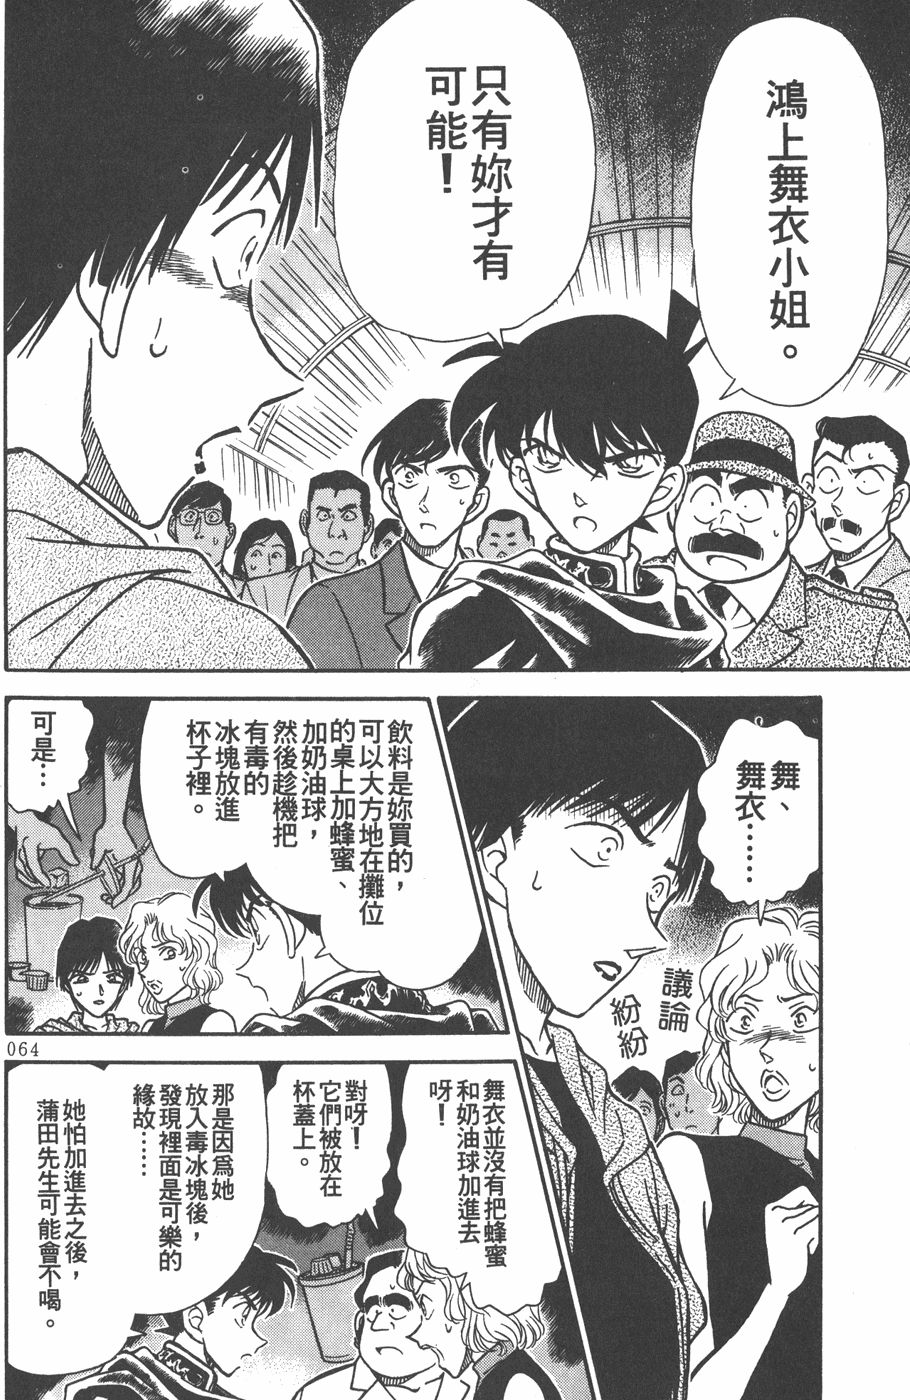 鴻上舞衣小姐。
只有妳才有
可能！
舞、
舞衣……
議論
紛紛
飲料是妳買的，
可以大方地在攤位
的桌上加蜂蜜、
加奶油球，
然後趁機把
有毒的
冰塊放進
杯子裡。
可是…
舞衣並沒有把蜂蜜
和奶油球加進去
呀！
對呀！
它們被放在
杯蓋上。
那是因爲她
放入毒冰塊後，
發現裡面是可樂的
緣故……
她怕加進去之後，
蒲田先生可能會不喝。
064